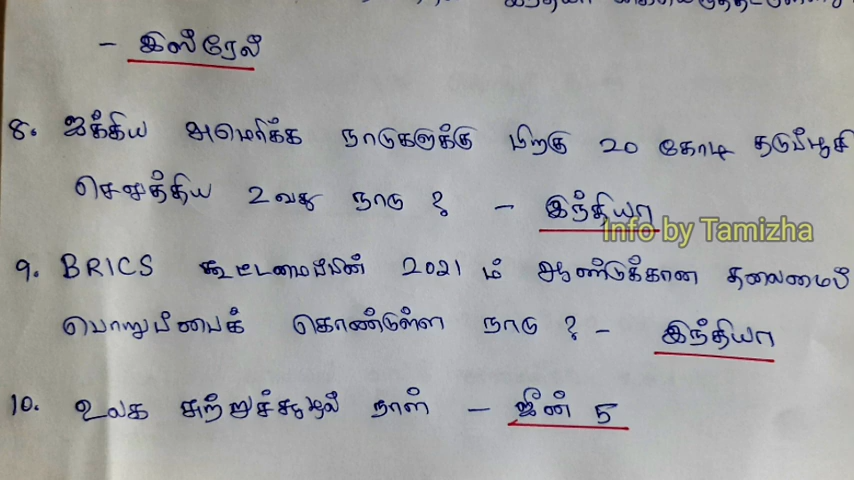 – இஸ்ரேல்
8. ஐக்கிய அமெரிக்க நாடுகளுக்கு பிறகு 20 கோடி தடுப்பூசி
செலுத்திய 2வது நாடு ? – இந்தியா
Info by Tamizha
9. BRICS கூட்டமைப்பின் 2021 ம் ஆண்டுக்கான தலைமைப்
பொறுப்பைக் கொண்டுள்ள நாடு ? – இந்தியா
10. உலக சுற்றுச்சூழல் நாள் – ஜீன் 5